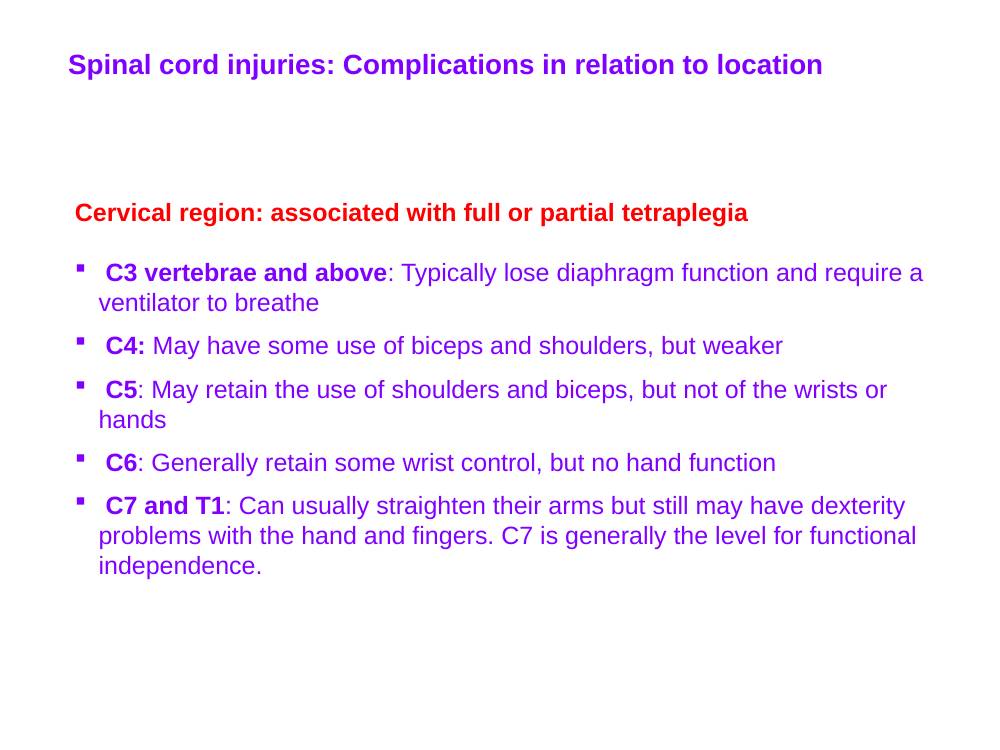 Spinal cord injuries: Complications in relation to location
Cervical region: associated with full or partial tetraplegia
▪ C3 vertebrae and above: Typically lose diaphragm function and require a
ventilator to breathe
▪ C4: May have some use of biceps and shoulders, but weaker
▪ C5: May retain the use of shoulders and biceps, but not of the wrists or
hands
▪ C6: Generally retain some wrist control, but no hand function
▪ C7 and T1: Can usually straighten their arms but still may have dexterity
problems with the hand and fingers. C7 is generally the level for functional
independence.